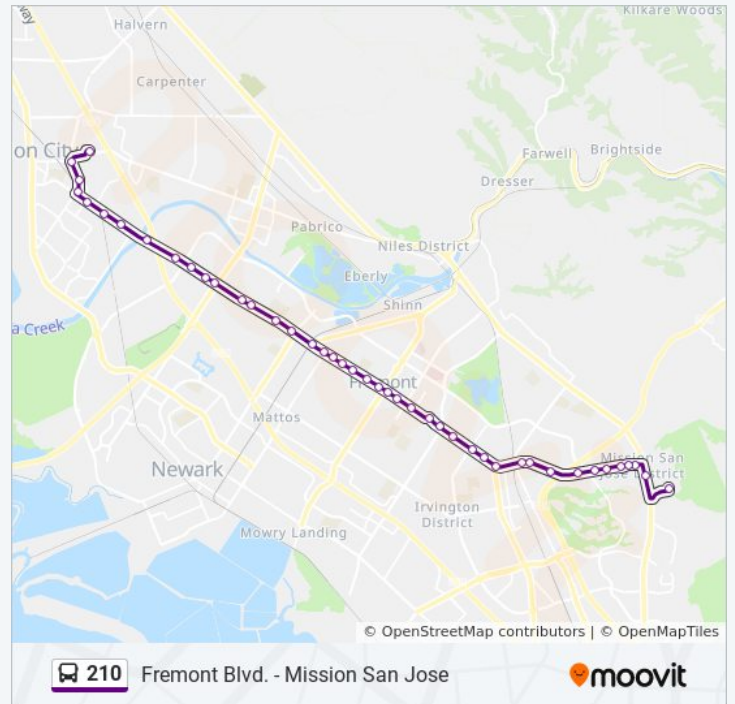 way
Halvern
Kilkare Woods
Carpenter
on City
Farwell
Brightside
Dresser
Pabrico
Niles District
Eberly
Shinn
a Creek
Fremont
Mattos
Mission San
Jose District
Newark
Irvington
District
Mowry Landing
© OpenStreetMap contributors | © OpenMapTiles
210 Fremont Blvd. - Mission San Jose
moovit